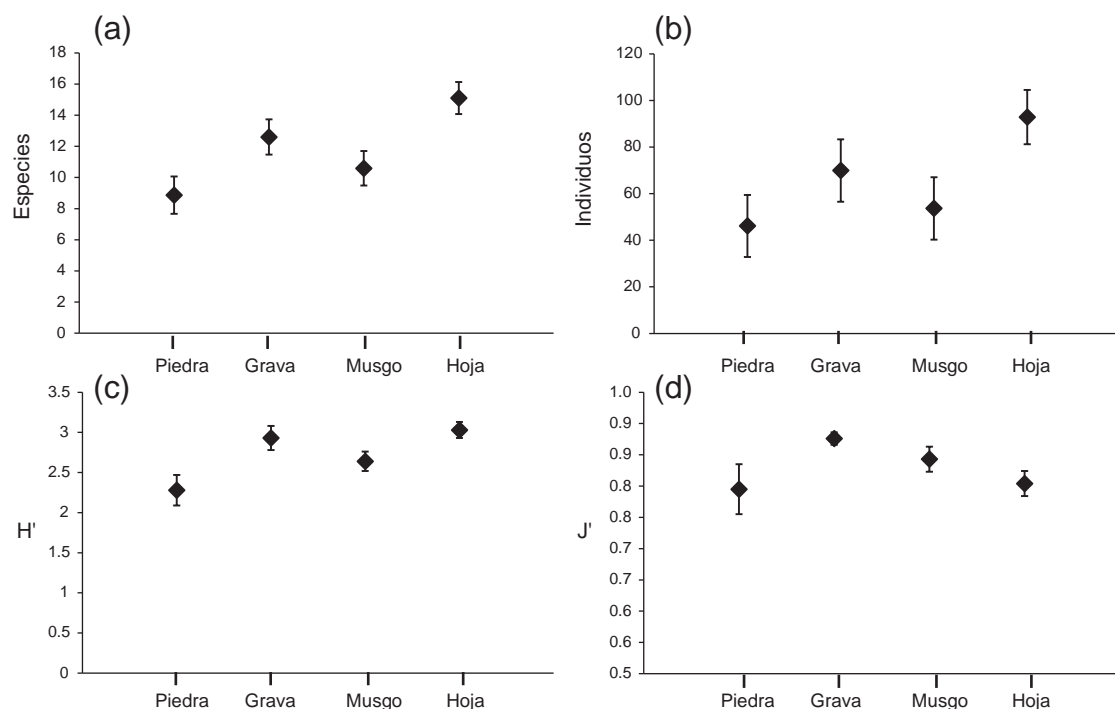 (a)
18
16
14
12
10
8
6
4
2
0
Especies
Piedra Grava Musgo Hoja
(b)
120
100
80
60
40
20
0
Individuos
Piedra Grava Musgo Hoja
(c)
3.5
3
2.5
2
1.5
1
0.5
0
H'
Piedra Grava Musgo Hoja
(d)
1.0
0.9
0.9
0.8
0.8
0.7
0.7
0.6
0.6
0.5
J'
Piedra Grava Musgo Hoja